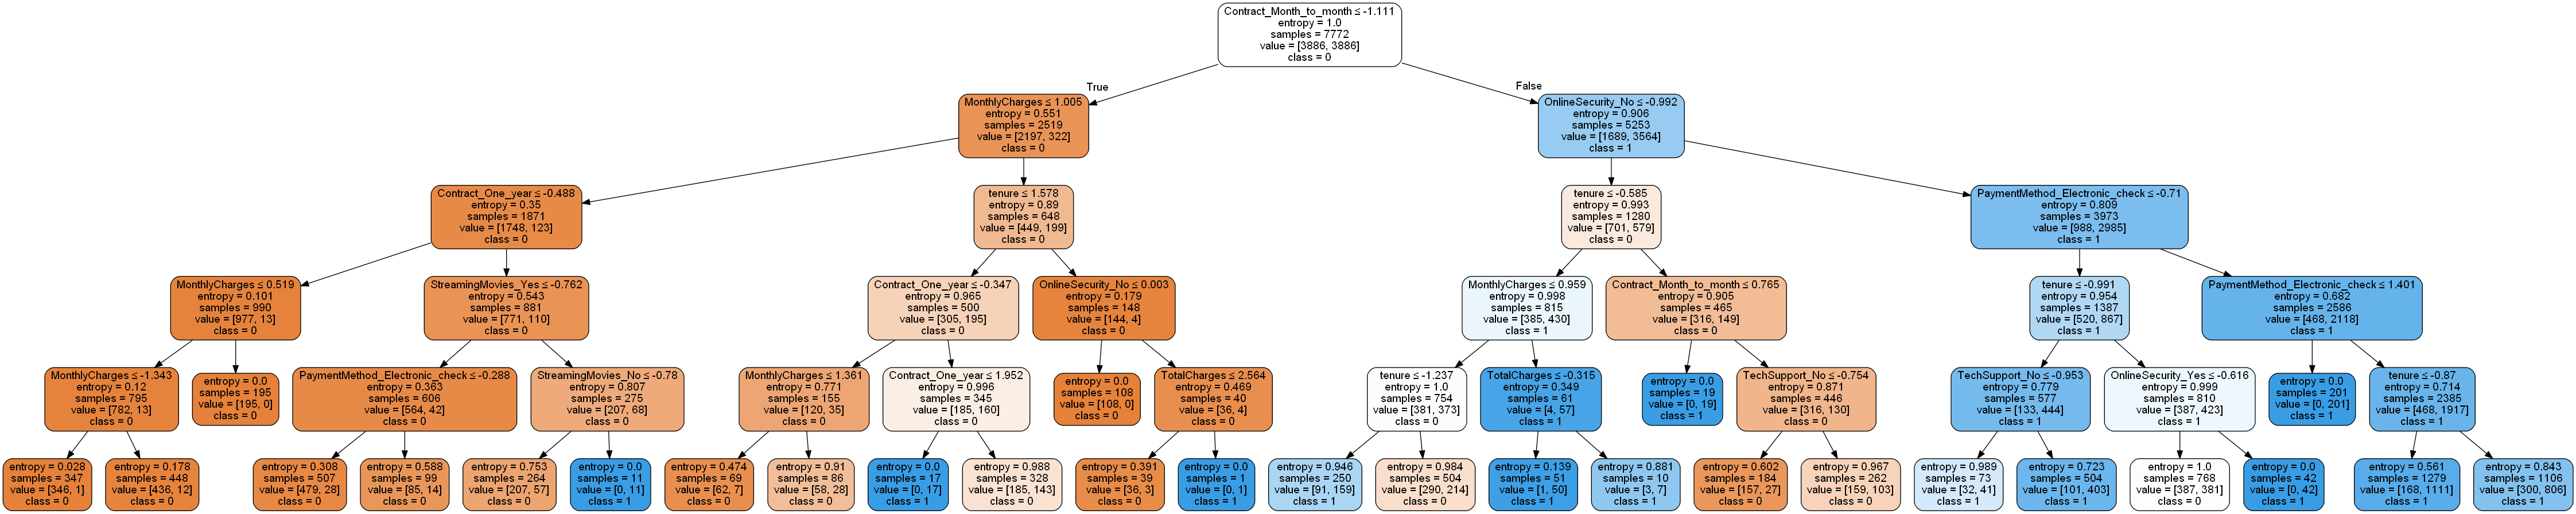 Contract_Month_to_month ≤ -1.111
entropy = 1.0
samples = 7772
value = [3886, 3886]
class = 0
True
False
MonthlyCharges ≤ 1.005
entropy = 0.551
samples = 2519
value = [2197, 322]
class = 0
OnlineSecurity_No ≤ -0.992
entropy = 0.906
samples = 5253
value = [1689, 3564]
class = 1
Contract_One_year ≤ -0.488
entropy = 0.35
samples = 1871
value = [1748, 123]
class = 0
tenure ≤ 1.578
entropy = 0.89
samples = 648
value = [449, 199]
class = 0
tenure ≤ -0.585
entropy = 0.993
samples = 1280
value = [701, 579]
class = 0
PaymentMethod_Electronic_check ≤ -0.71
entropy = 0.809
samples = 3973
value = [988, 2985]
class = 1
MonthlyCharges ≤ 0.519
entropy = 0.101
samples = 990
value = [977, 13]
class = 0
StreamingMovies_Yes ≤ -0.762
entropy = 0.543
samples = 881
value = [771, 110]
class = 0
Contract_One_year ≤ -0.347
entropy = 0.965
samples = 500
value = [305, 195]
class = 0
OnlineSecurity_No ≤ 0.003
entropy = 0.179
samples = 148
value = [144, 4]
class = 0
MonthlyCharges ≤ 0.959
entropy = 0.998
samples = 815
value = [385, 430]
class = 1
Contract_Month_to_month ≤ 0.765
entropy = 0.905
samples = 465
value = [316, 149]
class = 0
tenure ≤ -0.991
entropy = 0.954
samples = 1387
value = [520, 867]
class = 1
PaymentMethod_Electronic_check ≤ 1.401
entropy = 0.682
samples = 2586
value = [468, 2118]
class = 1
MonthlyCharges ≤ -1.343
entropy = 0.12
samples = 795
value = [782, 13]
class = 0
entropy = 0.0
samples = 195
value = [195, 0]
class = 0
PaymentMethod_Electronic_check ≤ -0.288
entropy = 0.363
samples = 606
value = [564, 42]
class = 0
StreamingMovies_No ≤ -0.78
entropy = 0.807
samples = 275
value = [207, 68]
class = 0
MonthlyCharges ≤ 1.361
entropy = 0.771
samples = 155
value = [120, 35]
class = 0
Contract_One_year ≤ 1.952
entropy = 0.996
samples = 345
value = [185, 160]
class = 0
entropy = 0.0
samples = 108
value = [108, 0]
class = 0
TotalCharges ≤ 2.564
entropy = 0.469
samples = 40
value = [36, 4]
class = 0
tenure ≤ -1.237
entropy = 1.0
samples = 754
value = [381, 373]
class = 0
TotalCharges ≤ -0.315
entropy = 0.349
samples = 61
value = [4, 57]
class = 1
entropy = 0.0
samples = 19
value = [0, 19]
class = 1
TechSupport_No ≤ -0.754
entropy = 0.871
samples = 446
value = [316, 130]
class = 0
TechSupport_No ≤ -0.953
entropy = 0.779
samples = 577
value = [133, 444]
class = 1
OnlineSecurity_Yes ≤ -0.616
entropy = 0.999
samples = 810
value = [387, 423]
class = 1
entropy = 0.0
samples = 201
value = [0, 201]
class = 1
tenure ≤ -0.87
entropy = 0.714
samples = 2385
value = [468, 1917]
class = 1
entropy = 0.028
samples = 347
value = [346, 1]
class = 0
entropy = 0.178
samples = 448
value = [436, 12]
class = 0
entropy = 0.308
samples = 507
value = [479, 28]
class = 0
entropy = 0.588
samples = 99
value = [85, 14]
class = 0
entropy = 0.753
samples = 264
value = [207, 57]
class = 0
entropy = 0.0
samples = 11
value = [0, 11]
class = 1
entropy = 0.474
samples = 69
value = [62, 7]
class = 0
entropy = 0.91
samples = 86
value = [58, 28]
class = 0
entropy = 0.0
samples = 17
value = [0, 17]
class = 1
entropy = 0.988
samples = 328
value = [185, 143]
class = 0
entropy = 0.391
samples = 39
value = [36, 3]
class = 0
entropy = 0.0
samples = 1
value = [0, 1]
class = 1
entropy = 0.946
samples = 250
value = [91, 159]
class = 1
entropy = 0.984
samples = 504
value = [290, 214]
class = 0
entropy = 0.139
samples = 51
value = [1, 50]
class = 1
entropy = 0.881
samples = 10
value = [3, 7]
class = 1
entropy = 0.602
samples = 184
value = [157, 27]
class = 0
entropy = 0.967
samples = 262
value = [159, 103]
class = 0
entropy = 0.989
samples = 73
value = [32, 41]
class = 1
entropy = 0.723
samples = 504
value = [101, 403]
class = 1
entropy = 1.0
samples = 768
value = [387, 381]
class = 0
entropy = 0.0
samples = 42
value = [0, 42]
class = 1
entropy = 0.561
samples = 1279
value = [168, 1111]
class = 1
entropy = 0.843
samples = 1106
value = [300, 806]
class = 1